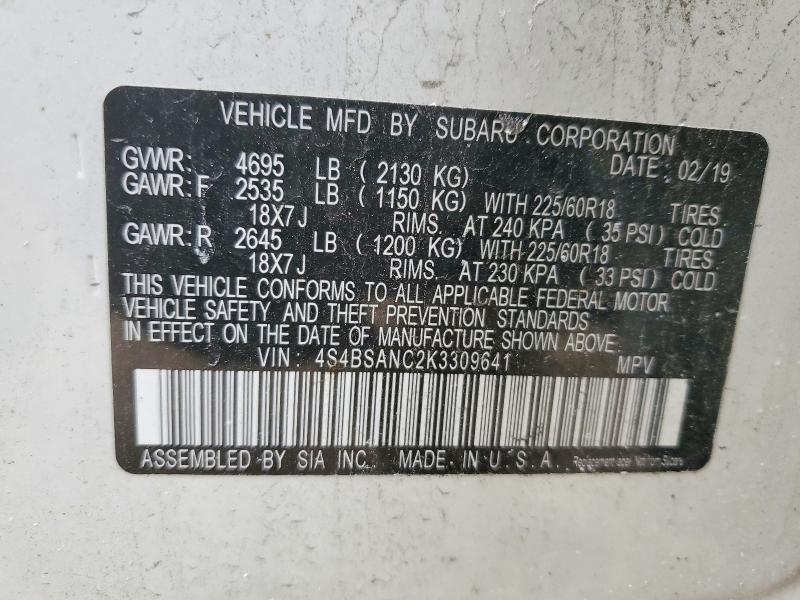 VEHICLE MFD BY SUBARU CORPORATION
GVWR: 4695 LB ( 2130 KG) DATE: 02/19
GAWR: F 2535 LB ( 1150 KG) WITH 225/60R18 TIRES
18X7J RIMS. AT 240 KPA ( 35 PSI) COLD
GAWR: R 2645 LB ( 1200 KG) WITH 225/60R18 TIRES
18X7J RIMS. AT 230 KPA ( 33 PSI) COLD
THIS VEHICLE CONFORMS TO ALL APPLICABLE FEDERAL MOTOR
VEHICLE SAFETY AND THEFT PREVENTION STANDARDS
IN EFFECT ON THE DATE OF MANUFACTURE SHOWN ABOVE.
VIN: 4S4BSANC2K3309641 MPV
ASSEMBLED BY SIA INC. MADE IN U.S.A.
Replacement label